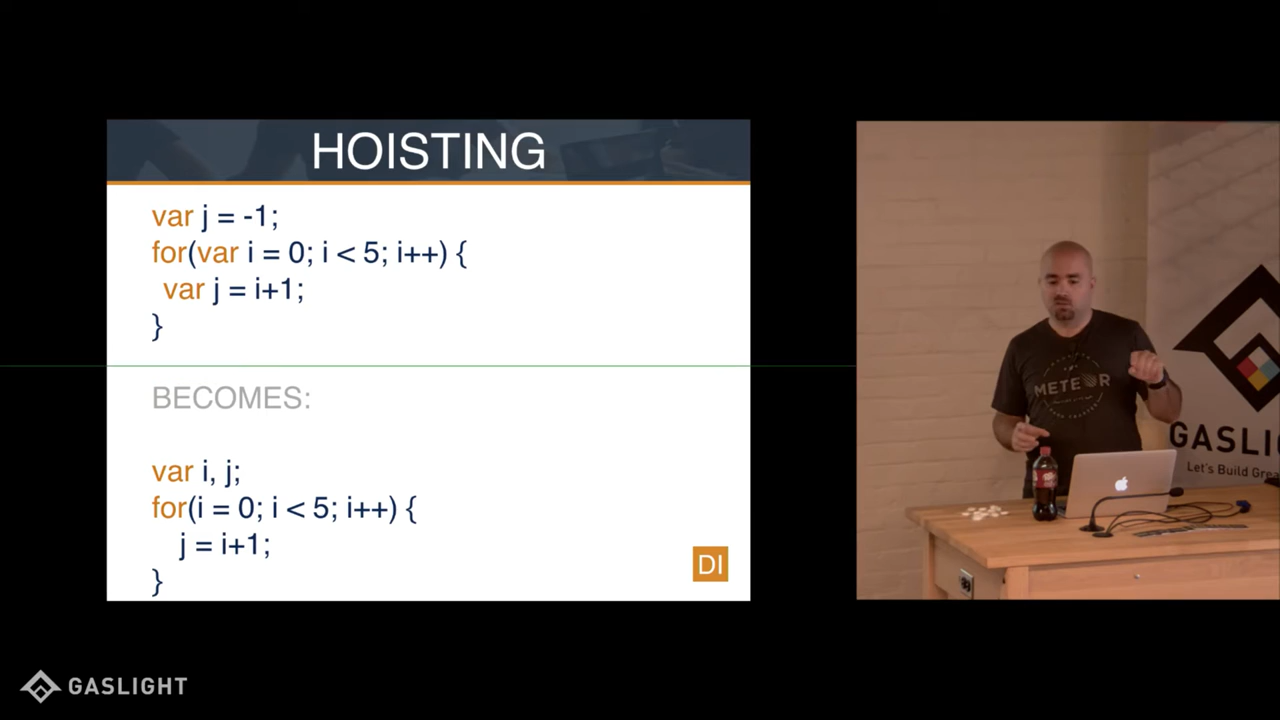 HOISTING
var j = -1;
for(var i = 0; i < 5; i++) {
var j = i+1;
}
BECOMES:
var i, j;
for(i = 0; i < 5; i++) {
j = i+1;
}
DI
METEOR
GASLI
Let's Build Grea
GASLIGHT